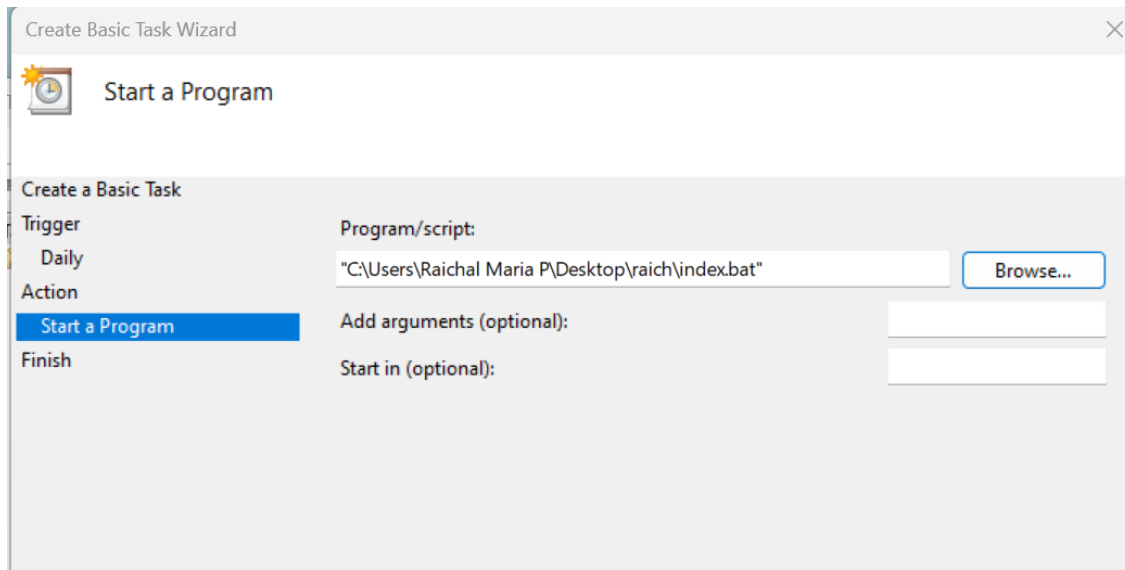 Create Basic Task Wizard
Start a Program
Create a Basic Task
Trigger
Daily
Action
Start a Program
Finish
Program/script:
"C:\Users\Raichal Maria P\Desktop\raich\index.bat"
Browse...
Add arguments (optional):
Start in (optional):